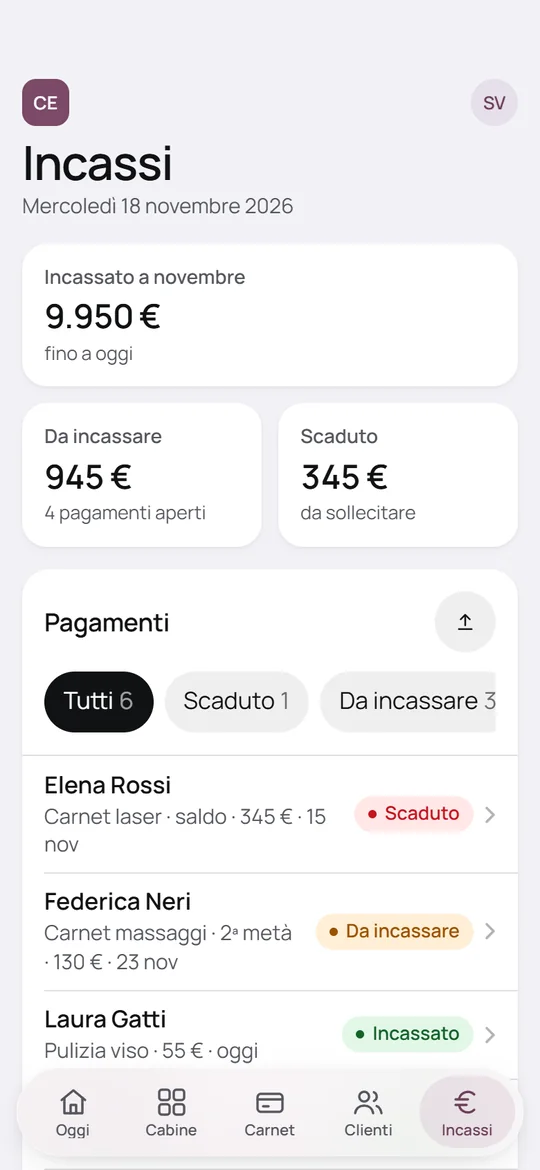 CE
SV
Incassi
Mercoledì 18 novembre 2026
Incassato a novembre
9.950 €
fino a oggi
Da incassare
945 €
4 pagamenti aperti
Scaduto
345 €
da sollecitare
Pagamenti
Tutti 6
Scaduto 1
Da incassare 3
Elena Rossi
Carnet laser · saldo · 345 € · 15
nov
Scaduto
Federica Neri
Carnet massaggi · 2ª metà
· 130 € · 23 nov
Da incassare
Laura Gatti
Pulizia viso · 55 € · oggi
Incassato
Oggi
Cabine
Carnet
Clienti
Incassi